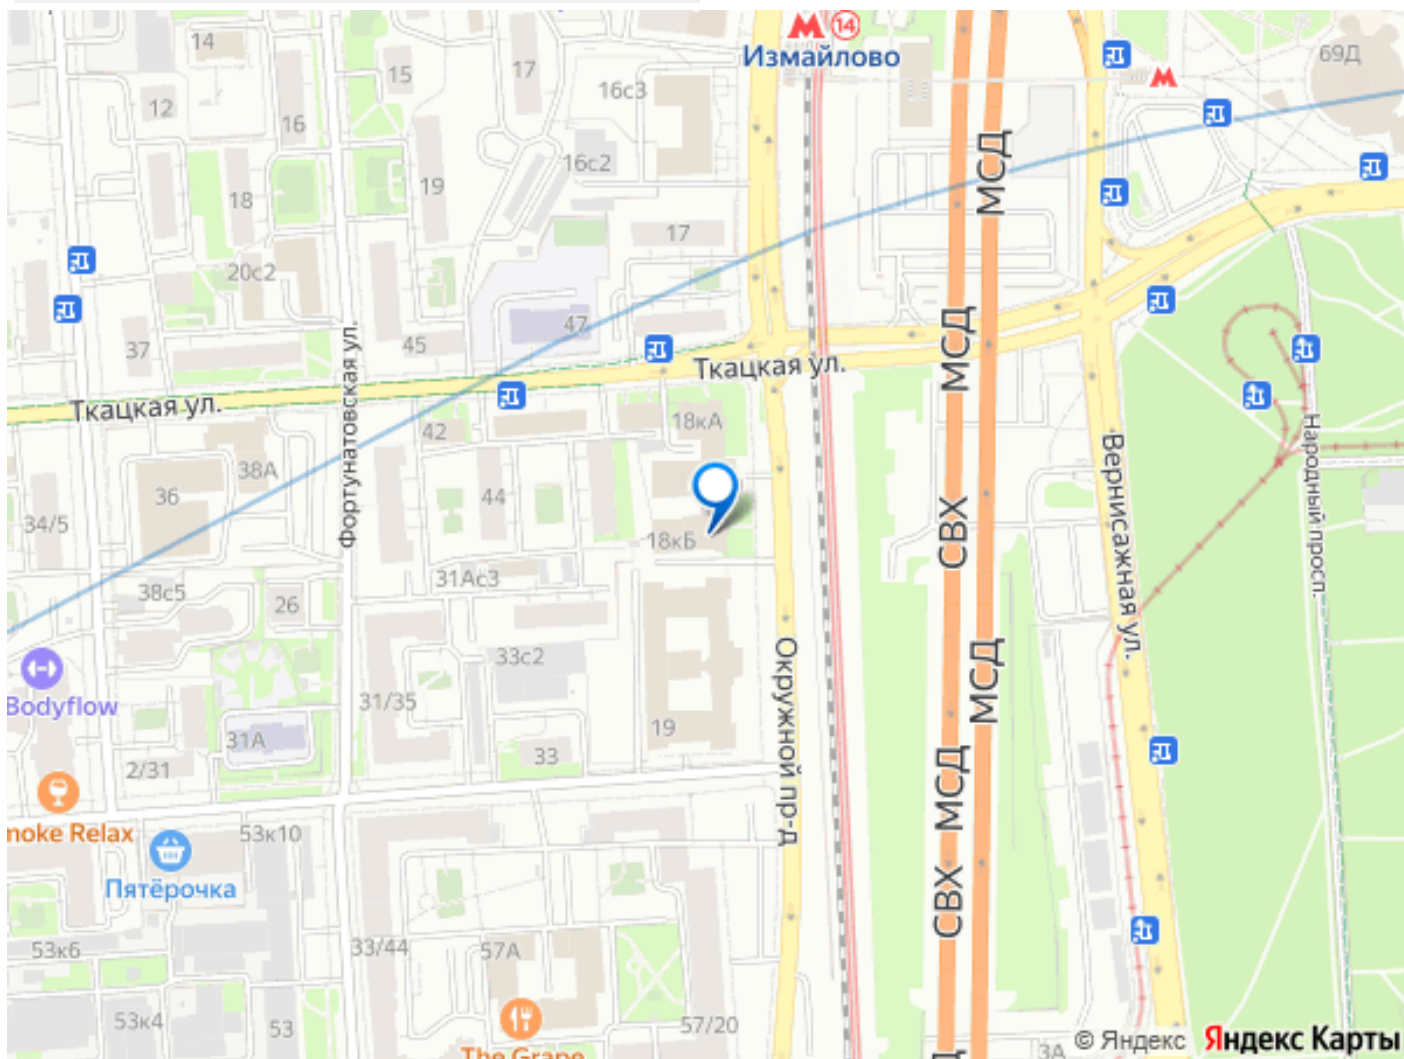 14
Измайлово
69Д
14
15
17
16с3
12
16
16с2
МСД
18
19
17
20с2
47
37
45
МСД
Ткацкая ул.
Ткацкая ул.
Фортунатовская ул.
42
18кА
38А
36
44
34/5
18кБ
СВХ
Вернисажная ул.
Народный просп.
31Ас3
38с5
26
33с2
Окружной пр-д
МСД
Bodyflow
31/35
19
31А
33
2/31
МСД
moke Relax
53к10
Пятёрочка
СВХ
53к6
33/44
57А
53к4
53
57/20
The Grape
3А
© Яндекс
Яндекс Карты